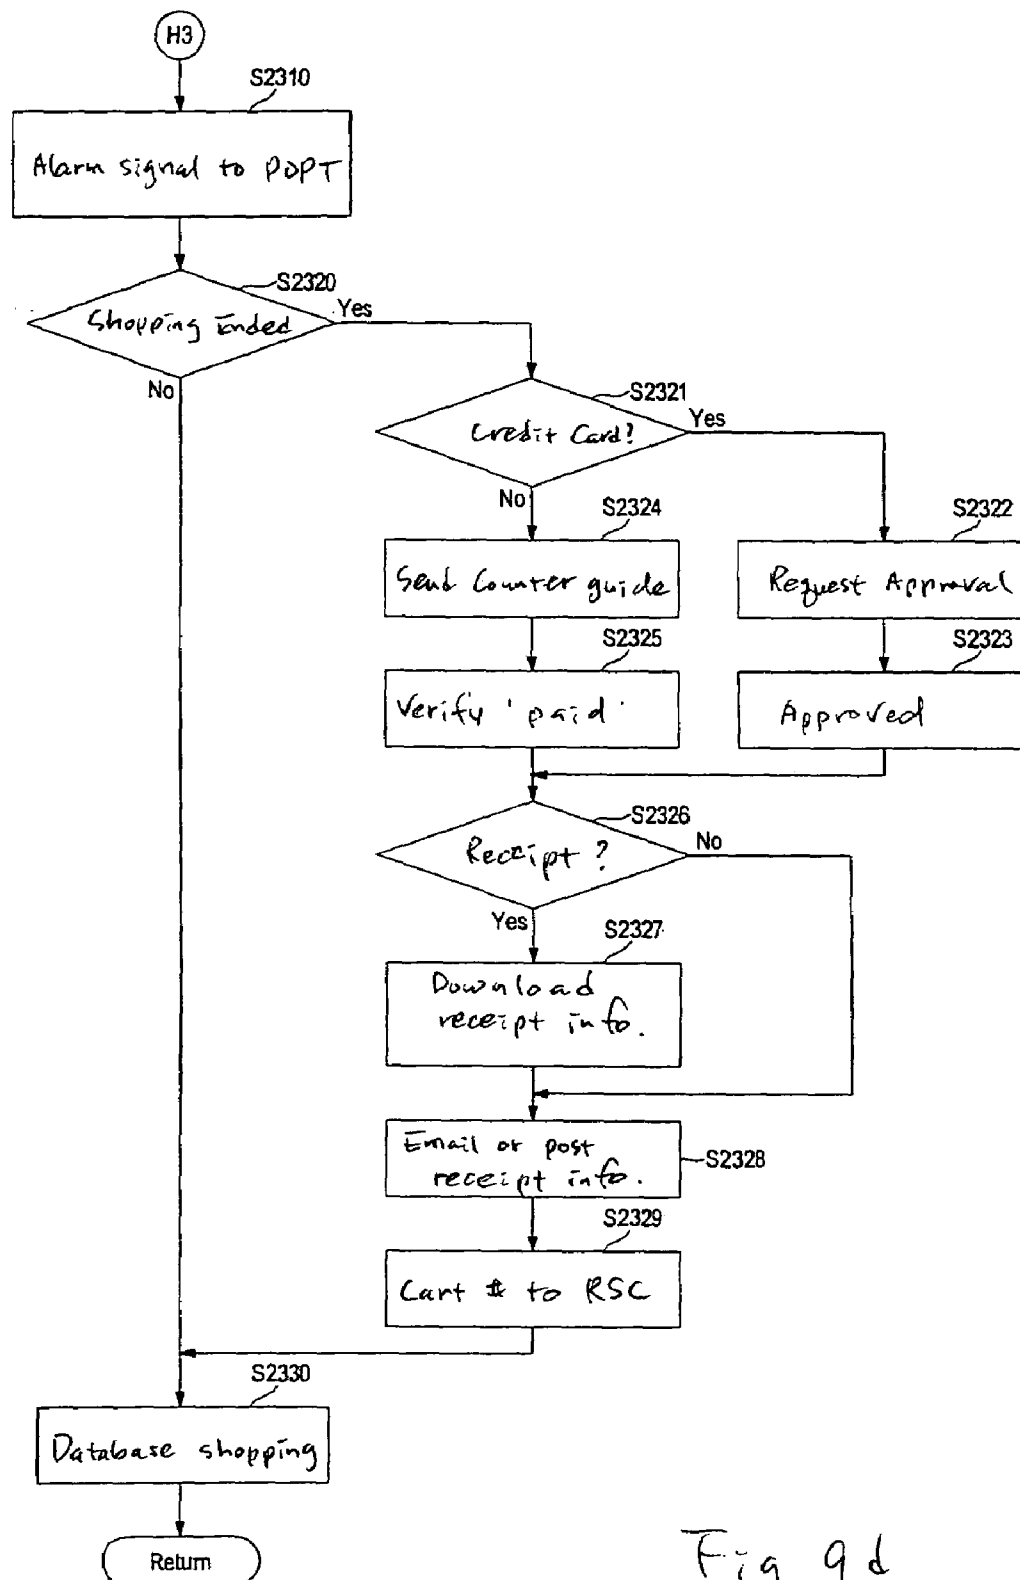 H3
S2310
Alarm signal to POPT
S2320
Shopping Ended
Yes
No
S2321
Credit Card?
Yes
No
S2324
Send Counter guide
S2322
Request Approval
S2325
Verify 'paid'
S2323
Approved
S2326
Receipt?
No
Yes
S2327
Download
receipt info.
Email or post
receipt info.
S2328
S2329
Cart # to RSC
S2330
Database shopping
Return
Fig 9d